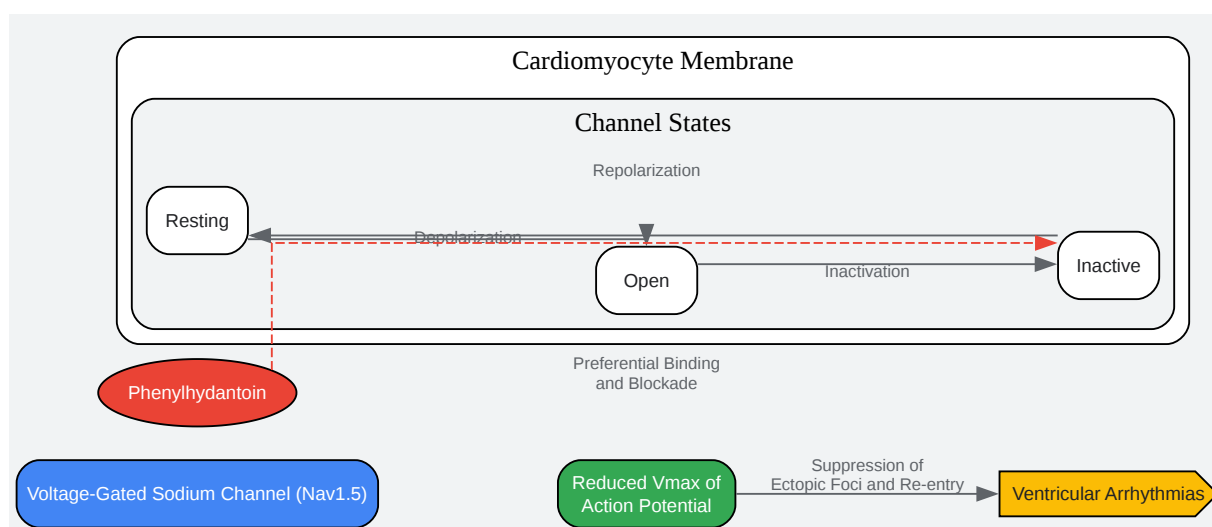 Cardiomyocyte Membrane
Channel States
Repolarization
Resting
Depolarization
Open
Inactivation
Inactive
Preferential Binding
and Blockade
Phenylhydantoin
Voltage-Gated Sodium Channel (Nav1.5)
Reduced Vmax of
Action Potential
Suppression of
Ectopic Foci and Re-entry
Ventricular Arrhythmias